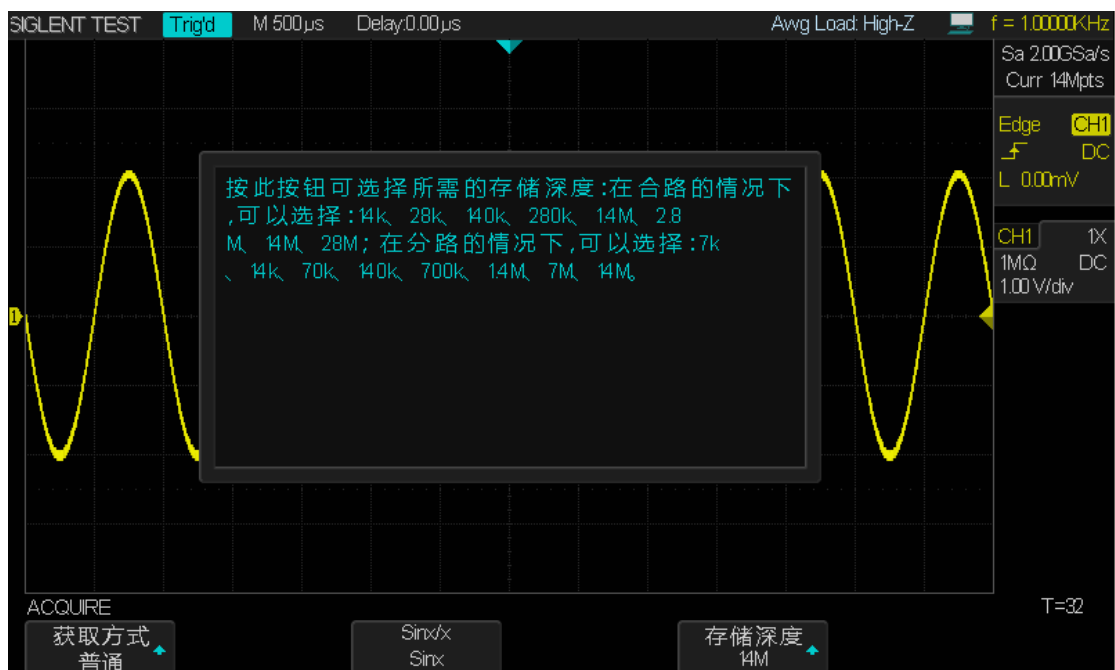 SIGLENT TEST Trig'd M 500µs Delay:0.00µs Awg Load: High-Z f = 1.00000KHz
Sa 2.00GSa/s
Curr 14Mpts
Edge CH1
DC
L 0.00mV
CH1 1X
1MΩ DC
1.00 V/div
1
按此按钮可选择所需的存储深度:在合路的情况下
,可以选择:14k、28k、140k、280k、1.4M、2.8
M、14M、28M; 在分路的情况下,可以选择:7k
、14k、70k、140k、700k、1.4M、7M、14M。
ACQUIRE T=32
获取方式 Sinx/x 存储深度
普通 Sinx 14M